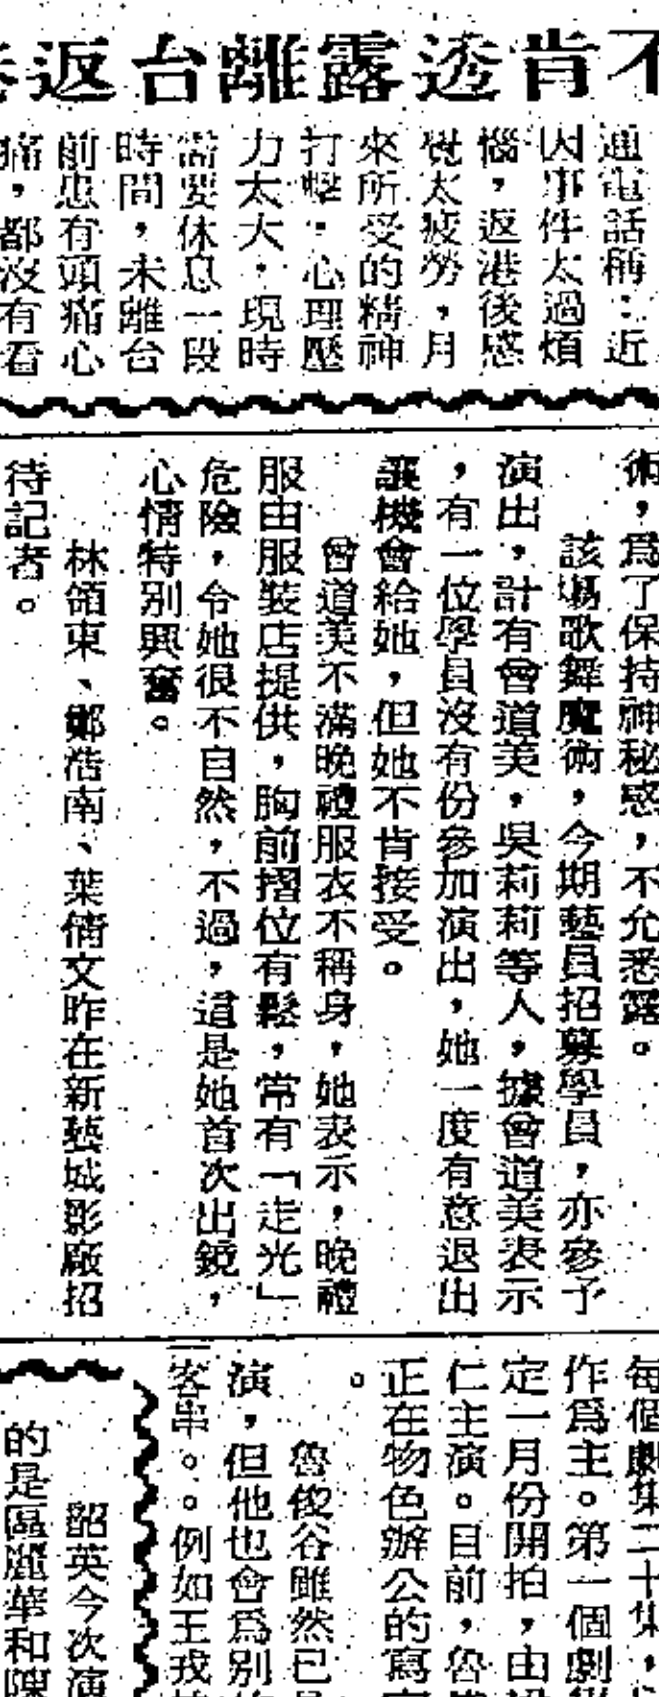 不肯透露離台返港
通電話稱：近
因事件太過煩
惱，返港後感
覺太疲勞，月
來所受的精神
打擊，心理壓
力太大，現時
需要休息一段
時間，未離台
前患有頭痛心
痛，都沒有看
術，爲了保持神秘感，不允悉露。
該場歌舞魔術，今期藝員招募學員，亦參予
演出，計有曾道美，吳莉莉等人，據曾道美表示
，有一位學員沒有份參加演出，她一度有意退出
讓機會給她，但她不肯接受。
曾道美不滿晚禮服衣不稱身，她表示，晚禮
服由服裝店提供，胸前摺位有鬆，常有「走光」
危險，令她很不自然，不過，這是她首次出鏡，
心情特別興奮。
林領東、鄭浩南、葉倩文昨在新藝城影廠招
待記者。
每個劇集二十集，
作爲主。第一個劇
定一月份開拍，由
仁主演。目前，魯
正在物色辦公的寫
。
魯俊谷雖然已
演，但他也會爲別
客串。。例如王戎
韶英今次演
的是區麗華和陳